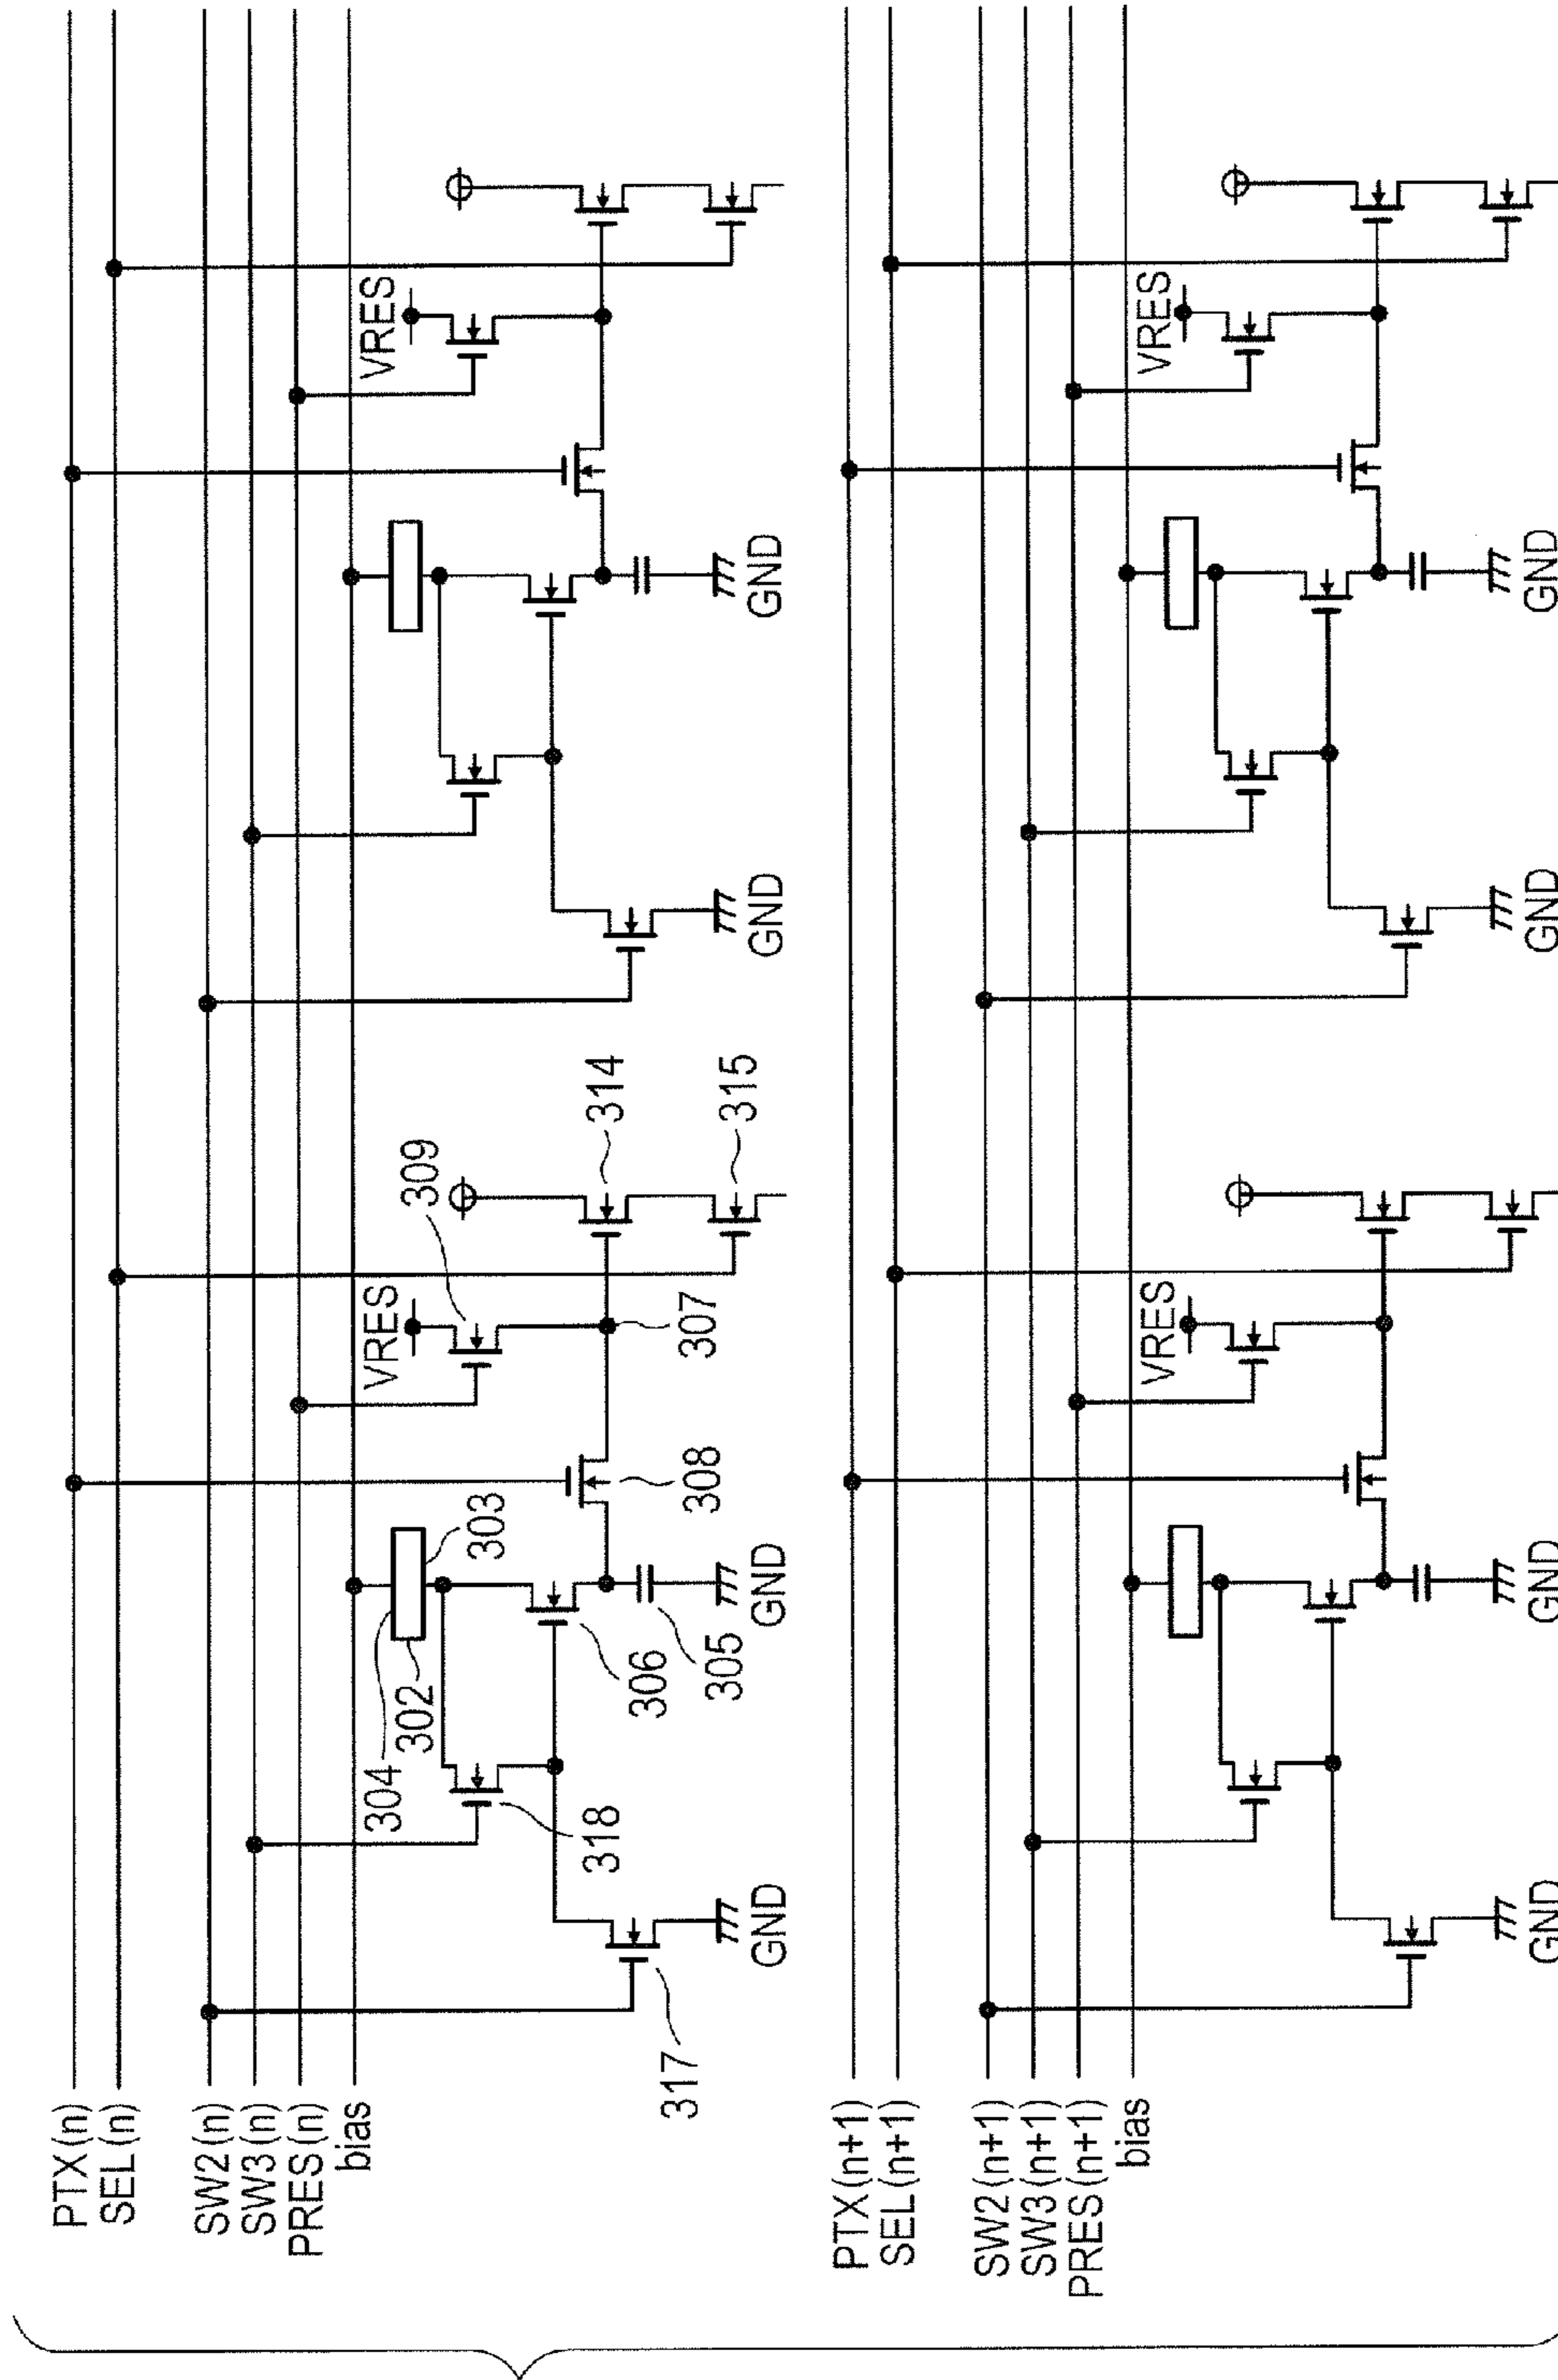 PTX(n)
SEL(n)
SW2(n)
SW3(n)
PRES(n)
bias
304
302
303
VRES
309
VRES
318
306
308
307
314
317
305
315
GND
GND
GND
GND
PTX(n+1)
SEL(n+1)
SW2(n+1)
SW3(n+1)
PRES(n+1)
bias
VRES
VRES
GND
GND
GND
GND